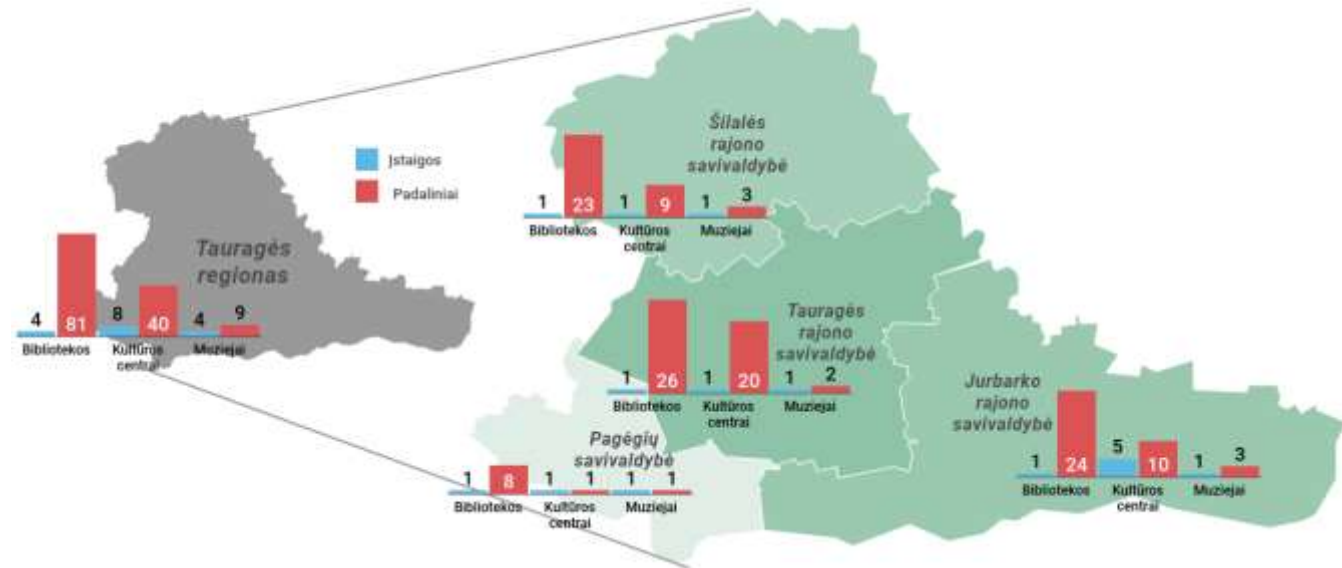 Įstaigos
Padaliniai
Tauragės
regionas
4 81 8 40 4 9
Bibliotekos Kultūros
centrai Muziejai
Šilalės
rajono
savivaldybė
1 23 1 9 1 3
Bibliotekos Kultūros
centrai Muziejai
Tauragės
rajono
savivaldybė
1 26 1 20 1 2
Bibliotekos Kultūros
centrai Muziejai
Jurbarko
rajono
savivaldybė
1 24 5 10 1 3
Bibliotekos Kultūros
centrai Muziejai
Pagėgių
savivaldybė
1 8 1 1 1 1
Bibliotekos Kultūros
centrai Muziejai